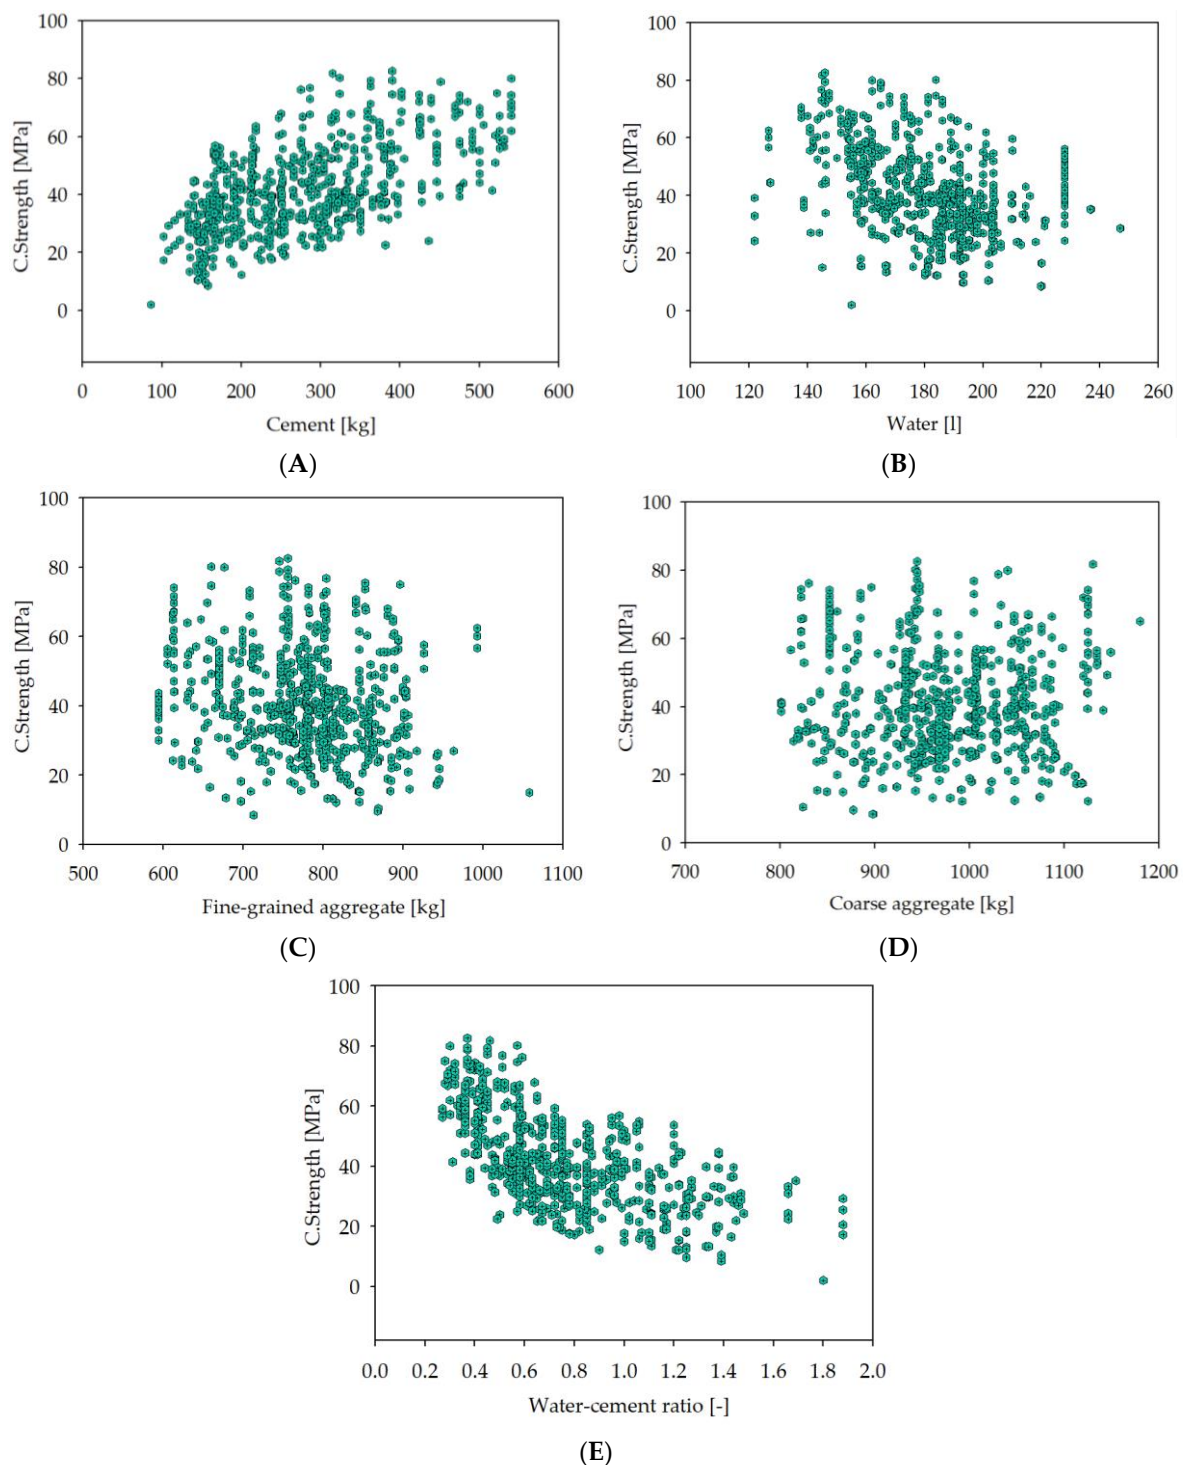 100
80
60
40
20
0
C.Strength [MPa]
0 100 200 300 400 500 600
Cement [kg]
(A)
100
80
60
40
20
0
C.Strength [MPa]
100 120 140 160 180 200 220 240 260
Water [l]
(B)
100
80
60
40
20
0
C.Strength [MPa]
500 600 700 800 900 1000 1100
Fine-grained aggregate [kg]
(C)
100
80
60
40
20
0
C.Strength [MPa]
700 800 900 1000 1100 1200
Coarse aggregate [kg]
(D)
100
80
60
40
20
0
C.Strength [MPa]
0.0 0.2 0.4 0.6 0.8 1.0 1.2 1.4 1.6 1.8 2.0
Water-cement ratio [-]
(E)